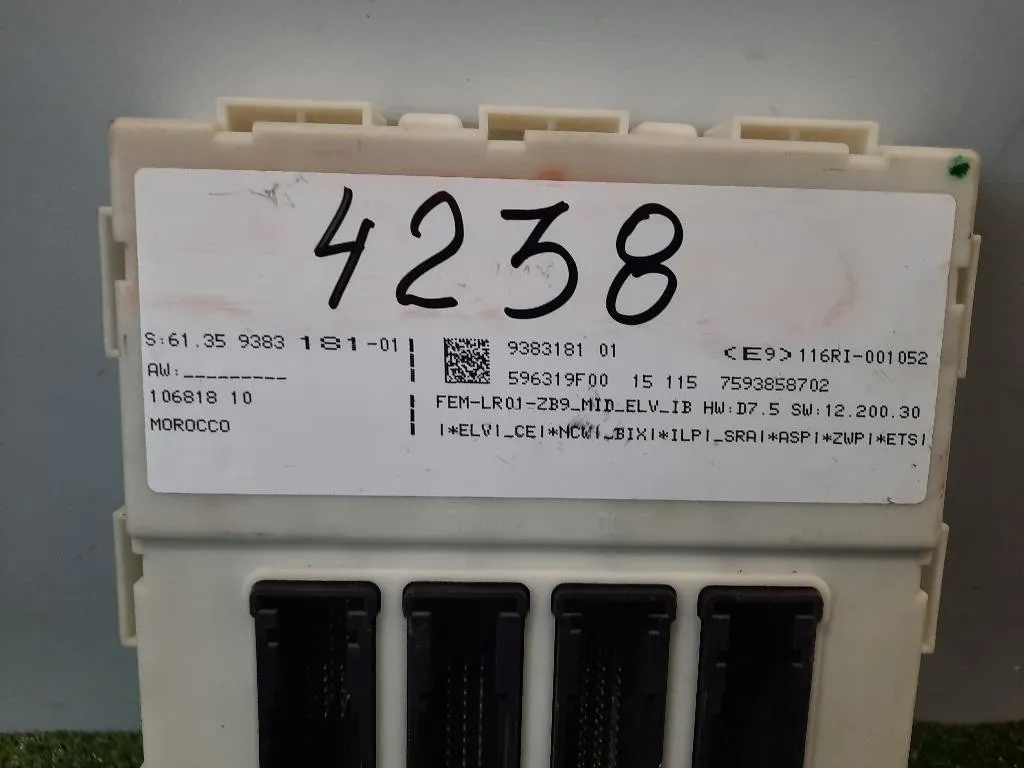 4238
S:61.35 9383 181-01
AW:_________
106818 10
MOROCCO
9383181 01
<E9>116RI-001052
596319F00 15 115 7593858702
FEM-LR01-ZB9_MID_ELV_IB HW:D7.5 SW:12.200.30
|*ELV|_CE|*NCW|_BIX|*ILP|_SRA|*ASP|*ZWP|*ETS|